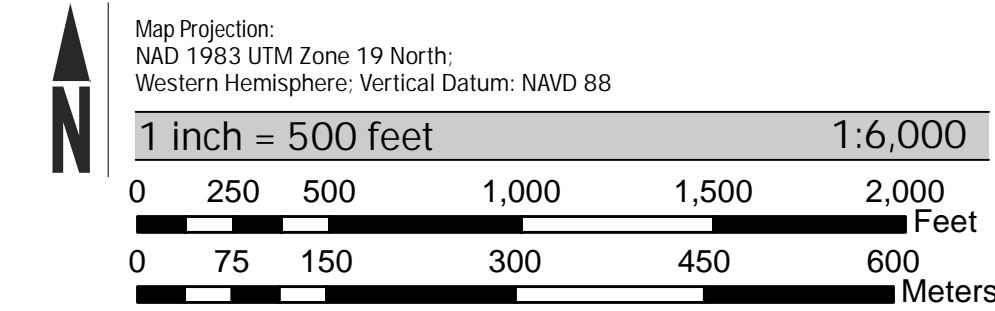 Map Projection:
NAD 1983 UTM Zone 19 North;
Western Hemisphere; Vertical Datum: NAVD 88
N
1 inch = 500 feet 1:6,000
0 250 500 1,000 1,500 2,000
Feet
0 75 150 300 450 600
Meters